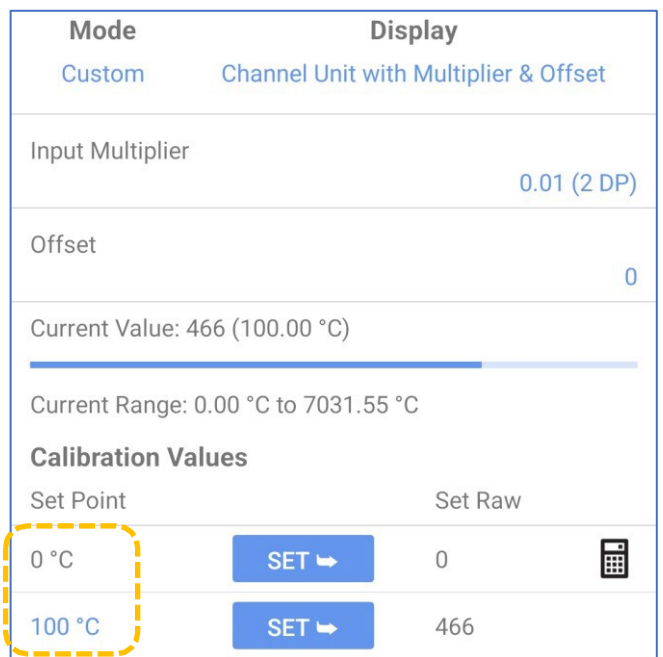 Mode Display
Custom Channel Unit with Multiplier & Offset
Input Multiplier
0.01 (2 DP)
Offset
0
Current Value: 466 (100.00 °C)
Current Range: 0.00 °C to 7031.55 °C
Calibration Values
Set Point Set Raw
0 °C SET 0
100 °C SET 466